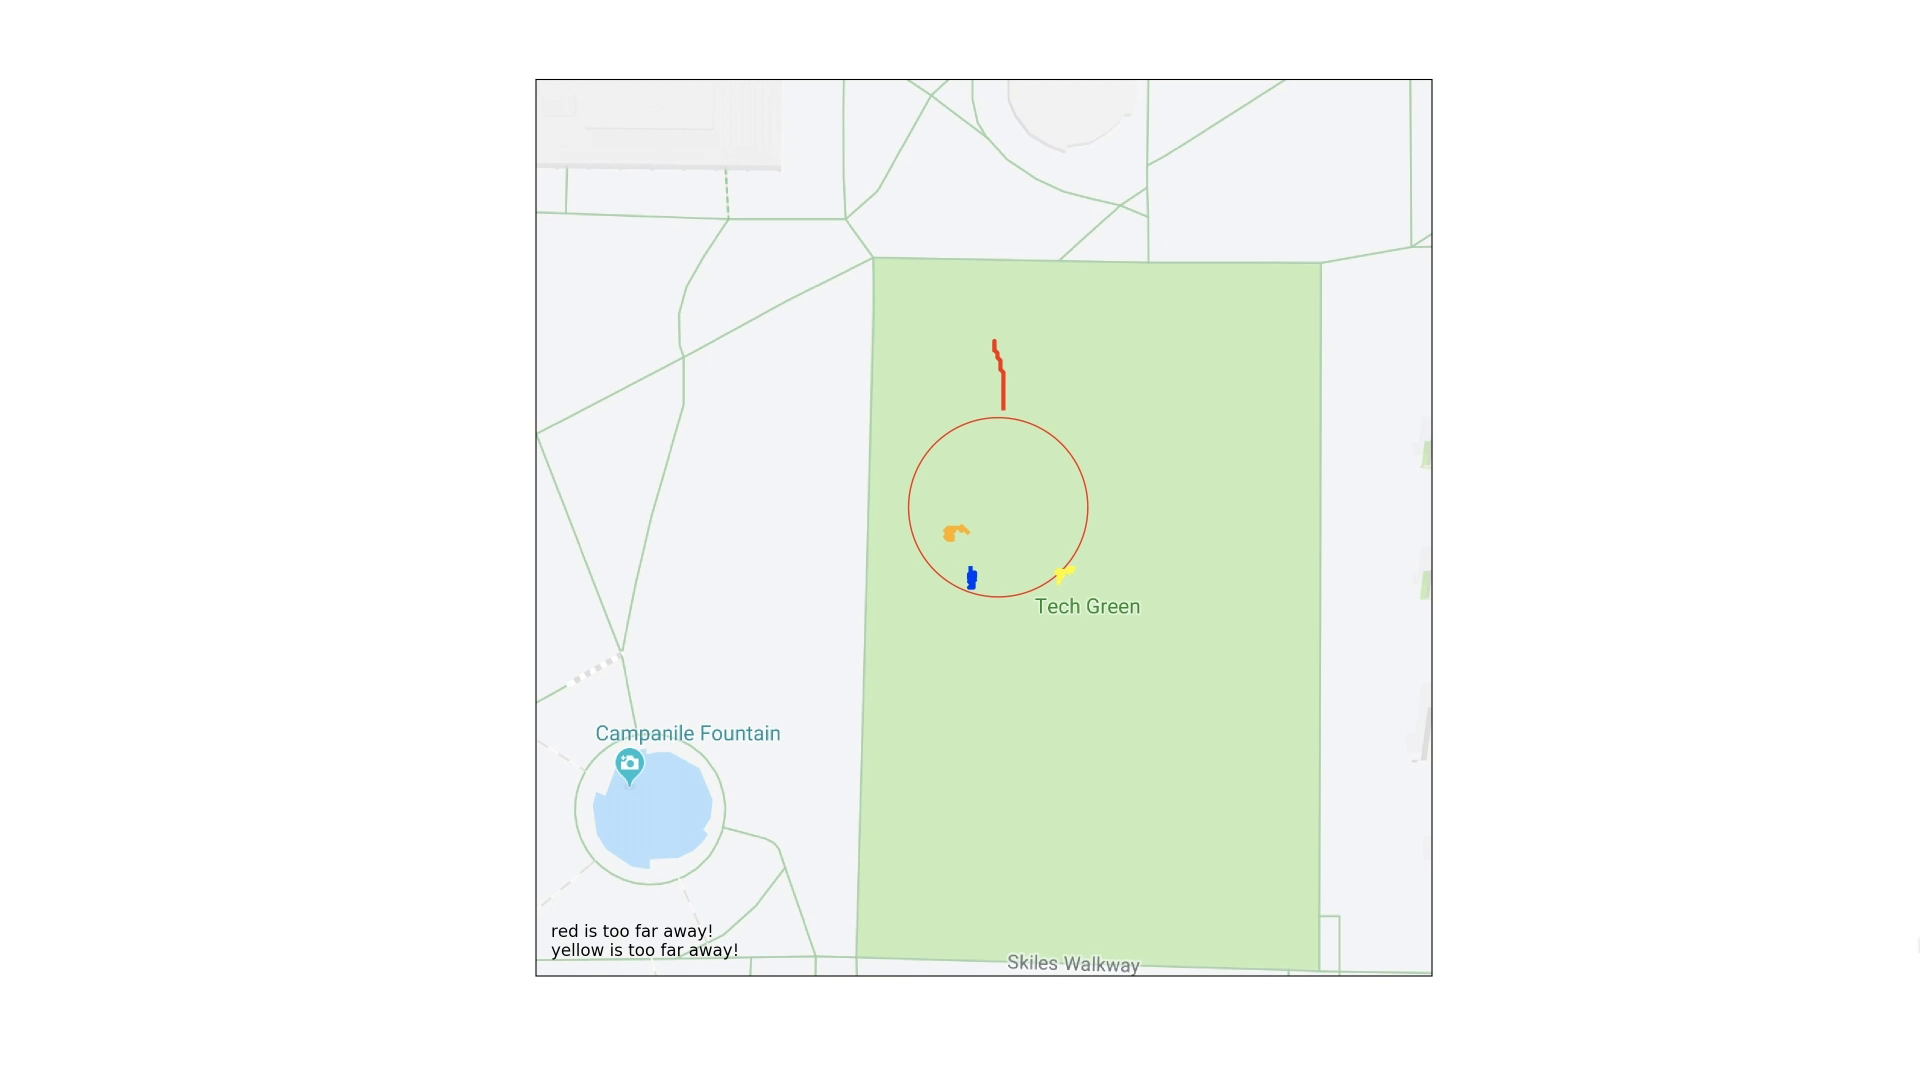 Tech Green
Campanile Fountain
red is too far away!
yellow is too far away!
Skiles Walkway